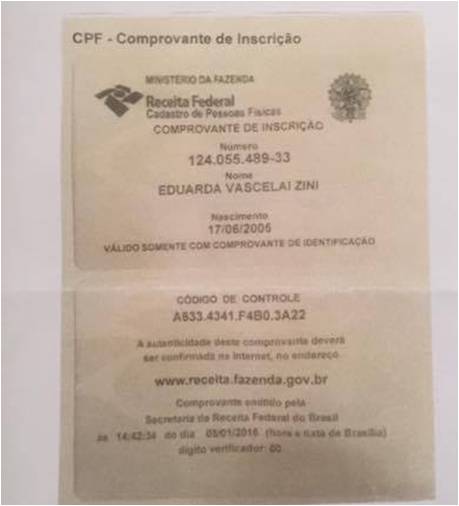 CPF - Comprovante de Inscrição
MINISTÉRIO DA FAZENDA
Receita Federal
Cadastro de Pessoas Físicas
COMPROVANTE DE INSCRIÇÃO
Número
124.055.489-33
Nome
EDUARDA VASCELAI ZINI
Nascimento
17/06/2005
VÁLIDO SOMENTE COM COMPROVANTE DE IDENTIFICAÇÃO
CÓDIGO DE CONTROLE
A633.4341.F4B0.3A22
A autenticidade deste comprovante deverá
ser confirmada na Internet, no endereço
www.receita.fazenda.gov.br
Comprovante emitido pela
Secretaria da Receita Federal do Brasil
às 14:42:34 do dia 05/01/2016 (hora e data de Brasília)
dígito verificador: 00